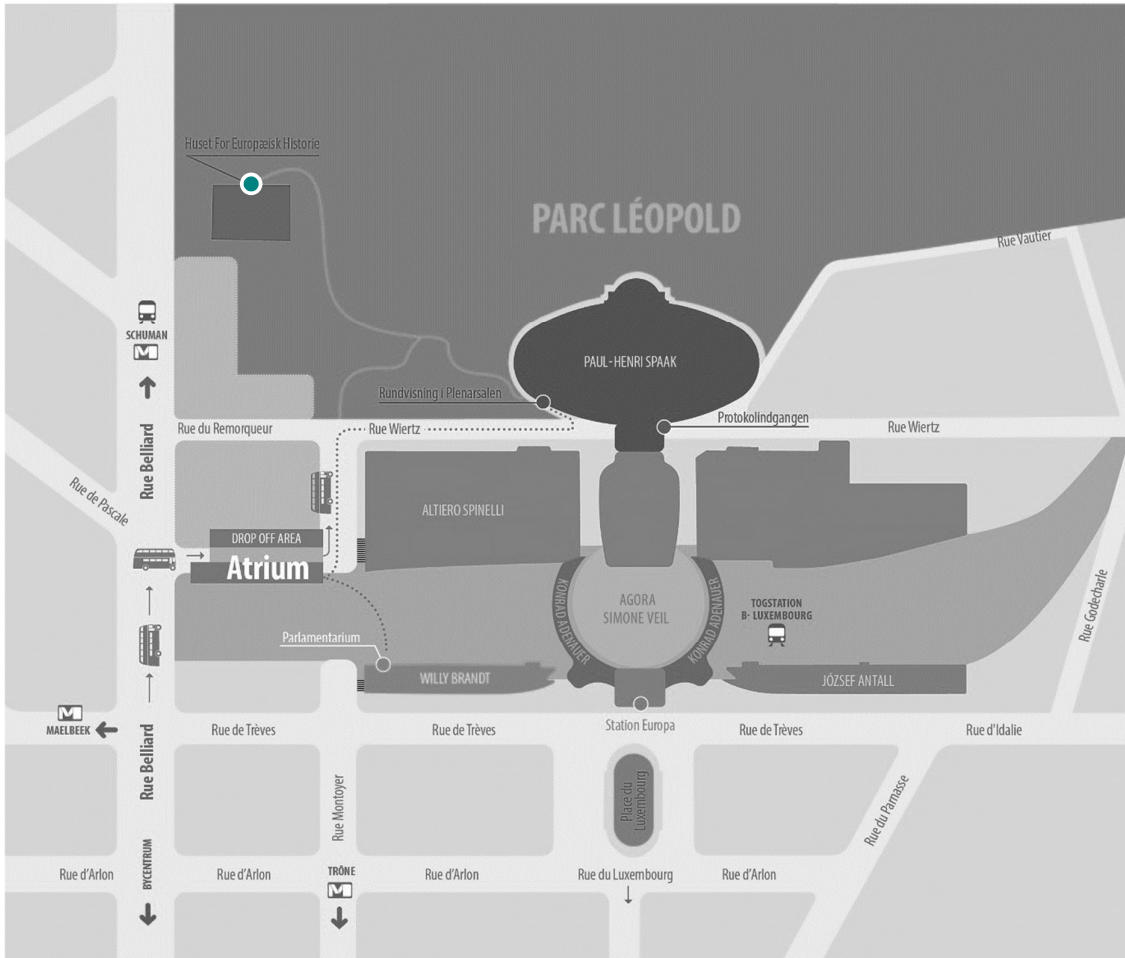 Huset For Europæisk Historie
PARC LÉOPOLD
Rue Vautier
SCHUMAN
M
PAUL-HENRI SPAAK
Rundvisning i Plenarsalen
Protokolindgangen
Rue du Remorqueur
Rue Wiertz
Rue Wiertz
Rue Belliard
Rue de Pascale
ALTIERO SPINELLI
DROP OFF AREA
Atrium
KONRAD ADENAUER
AGORA
SIMONE VEIL
KONRAD ADENAUER
TOGSTATION
B- LUXEMBOURG
Rue Godecharle
Parlamentarium
WILLY BRANDT
JÓZSEF ANTALL
M
MAELBEEK
Rue Belliard
Rue de Trèves
Rue de Trèves
Station Europa
Rue de Trèves
Rue d'Idalie
Rue Montoyer
Place du
Luxembourg
Rue du Parnasse
BYCENTRUM
Rue d'Arlon
Rue d'Arlon
TRÔNE
M
Rue d'Arlon
Rue du Luxembourg
Rue d'Arlon